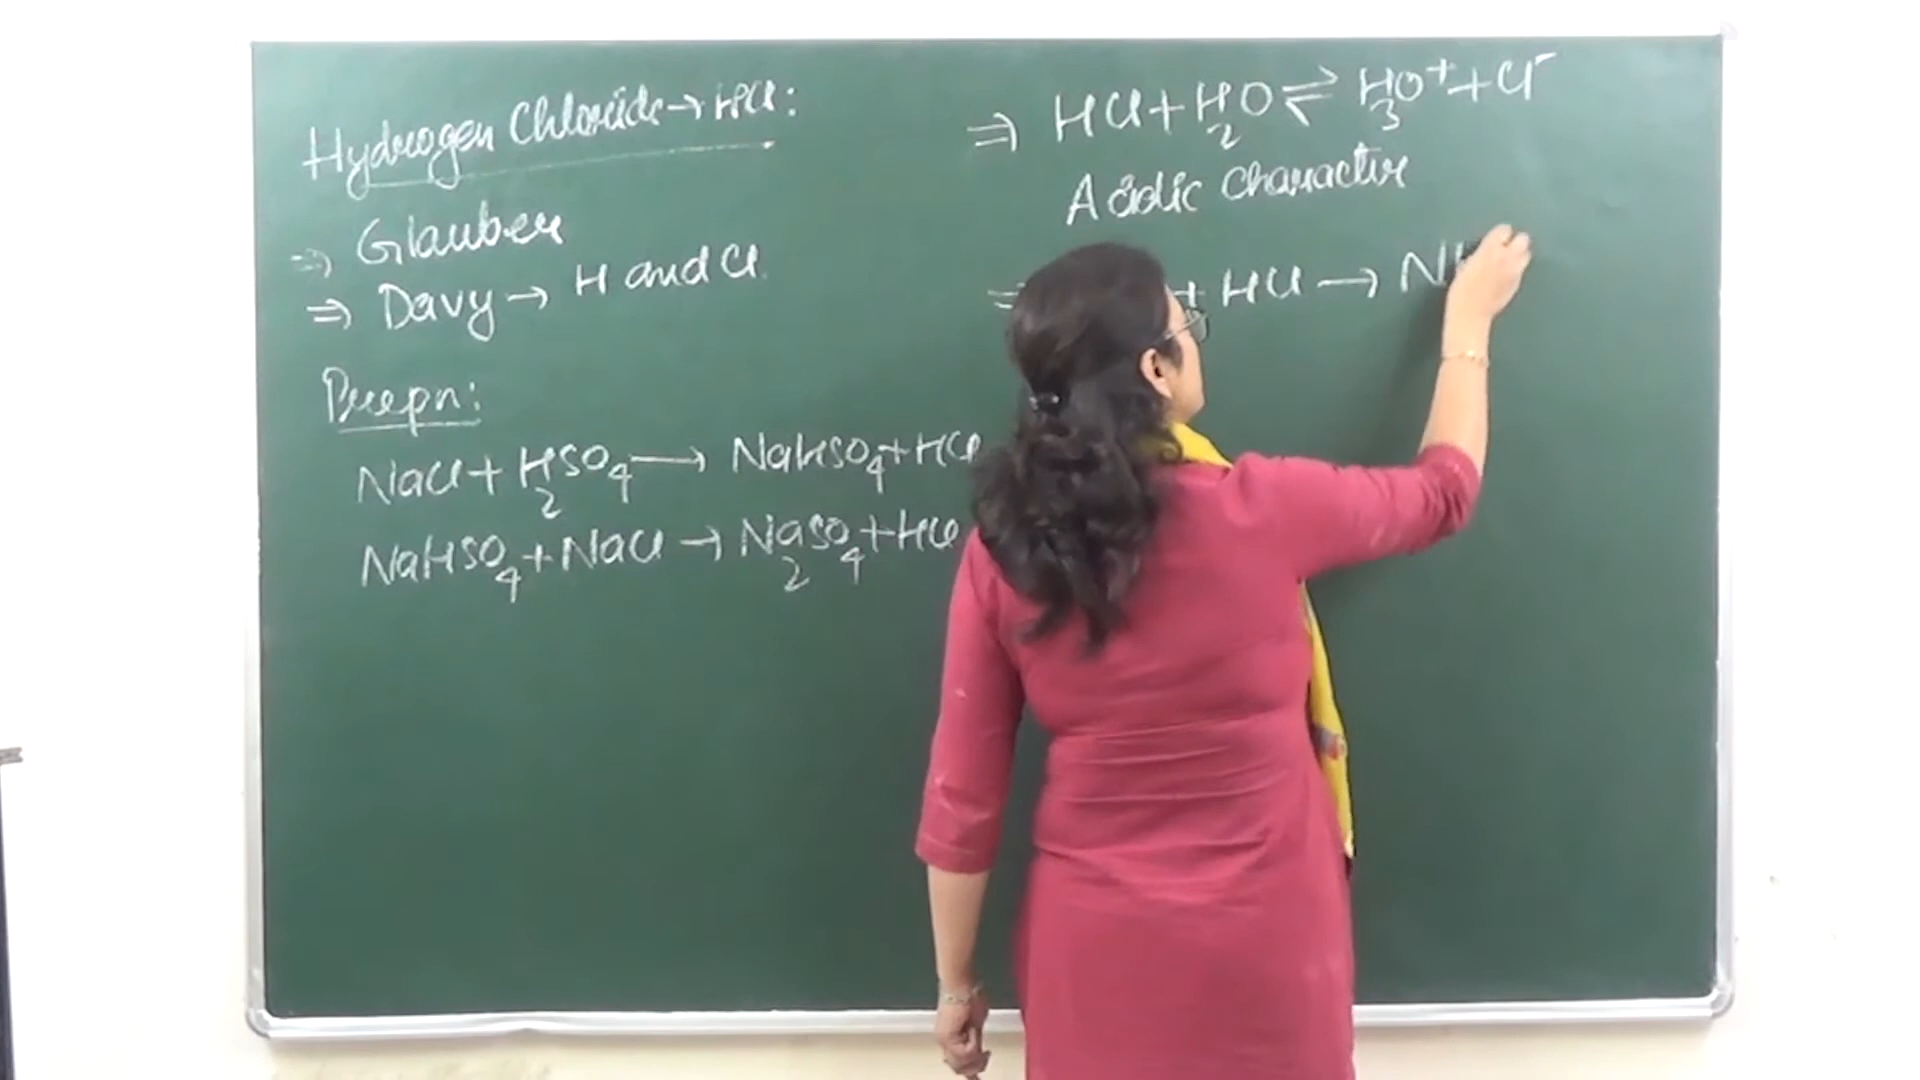 Hydrogen Chloride → HCl:
⇒ Glauber
⇒ Davy → H and Cl
Prepn:
NaCl + H₂SO₄ → NaHSO₄ + HCl
NaHSO₄ + NaCl → Na₂SO₄ + HCl
⇒ HCl + H₂O ⇌ H₃O⁺ + Cl⁻
Acidic character
⇒ + HCl → N